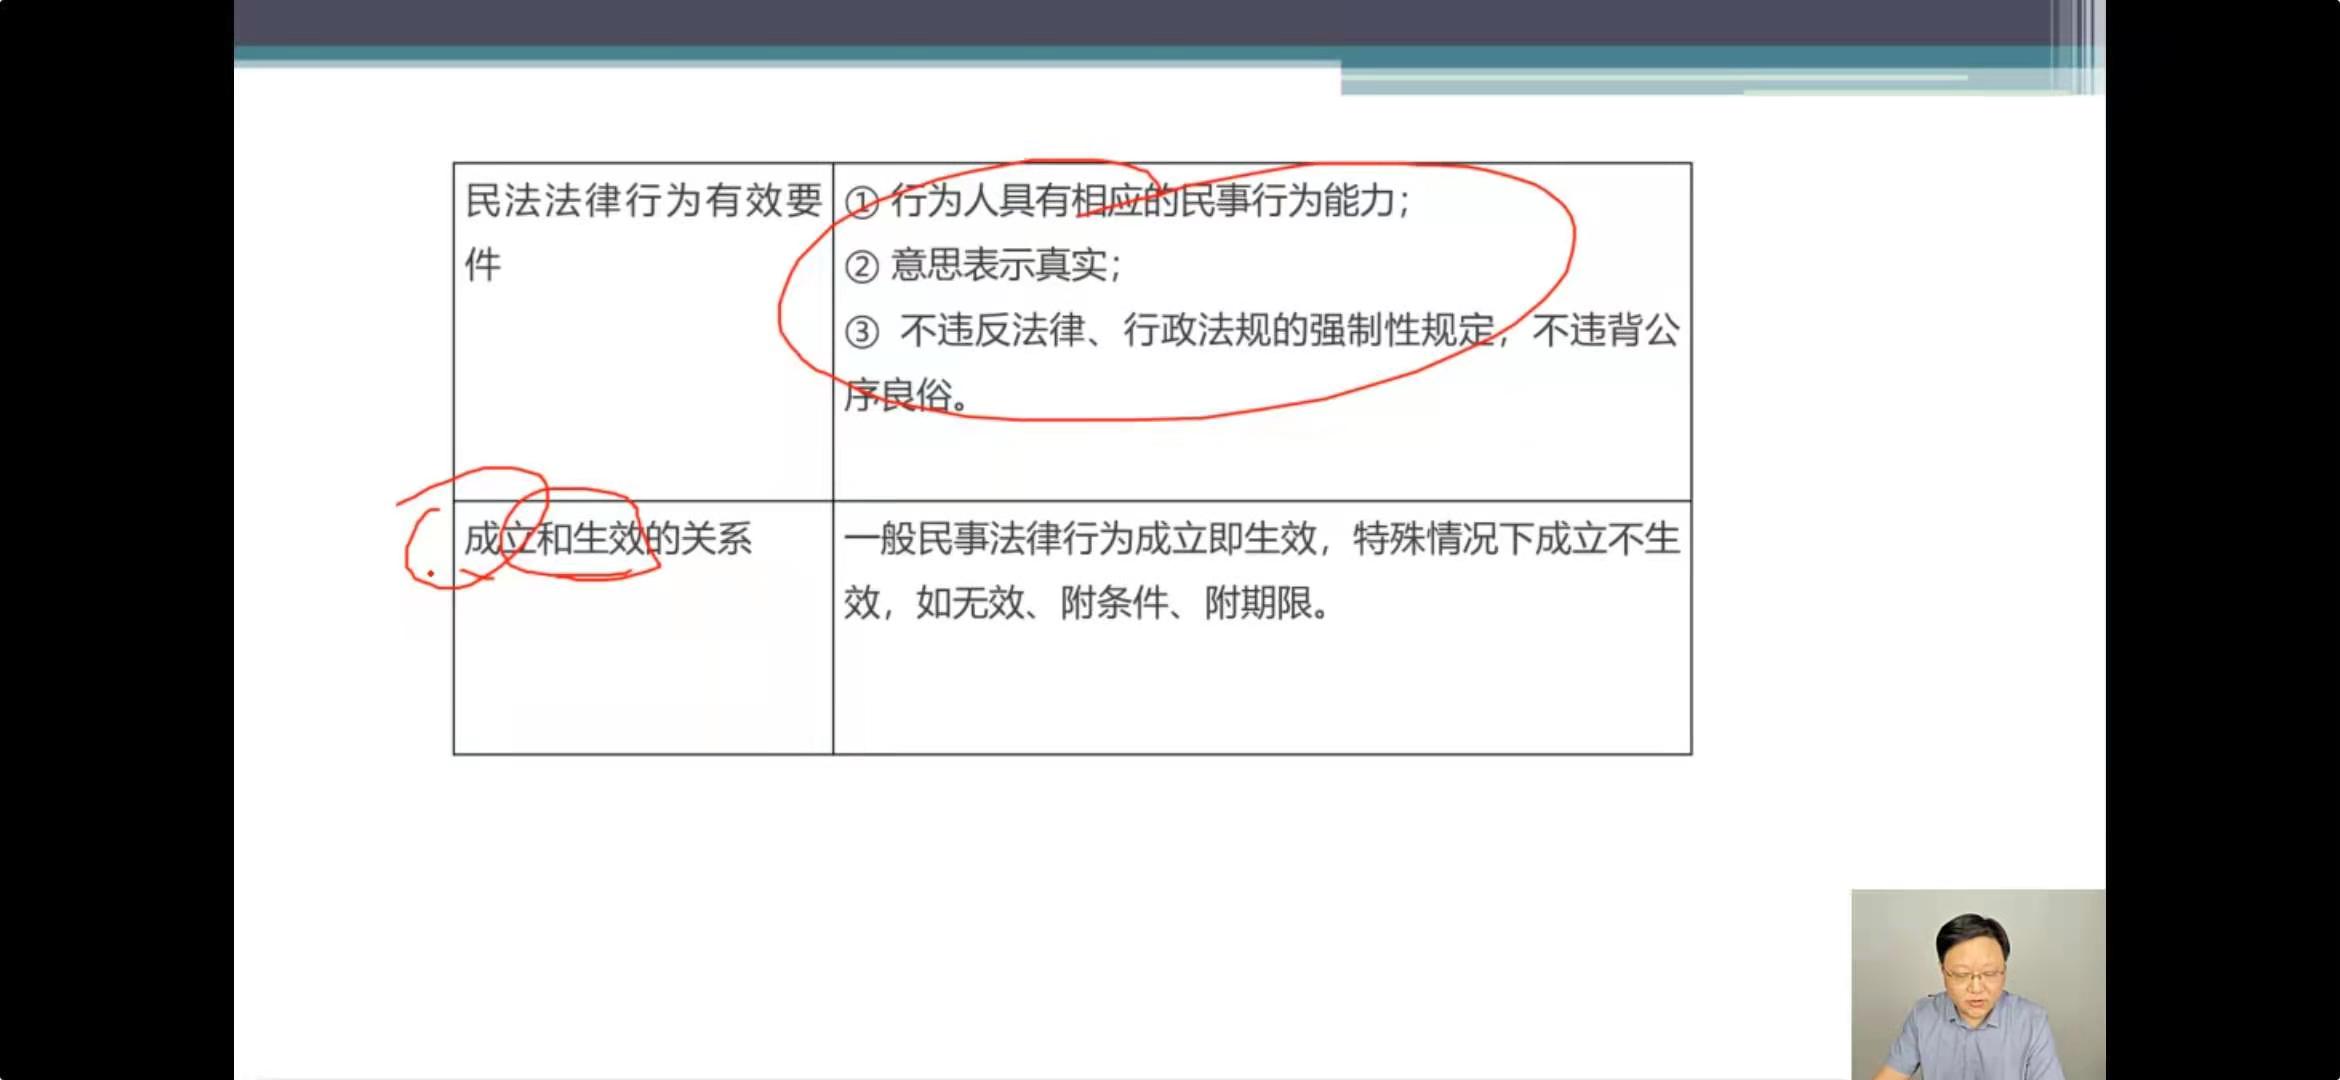 民法法律行为有效要
件
① 行为人具有相应的民事行为能力；
② 意思表示真实；
③ 不违反法律、行政法规的强制性规定，不违背公
序良俗。
成立和生效的关系
一般民事法律行为成立即生效，特殊情况下成立不生
效，如无效、附条件、附期限。